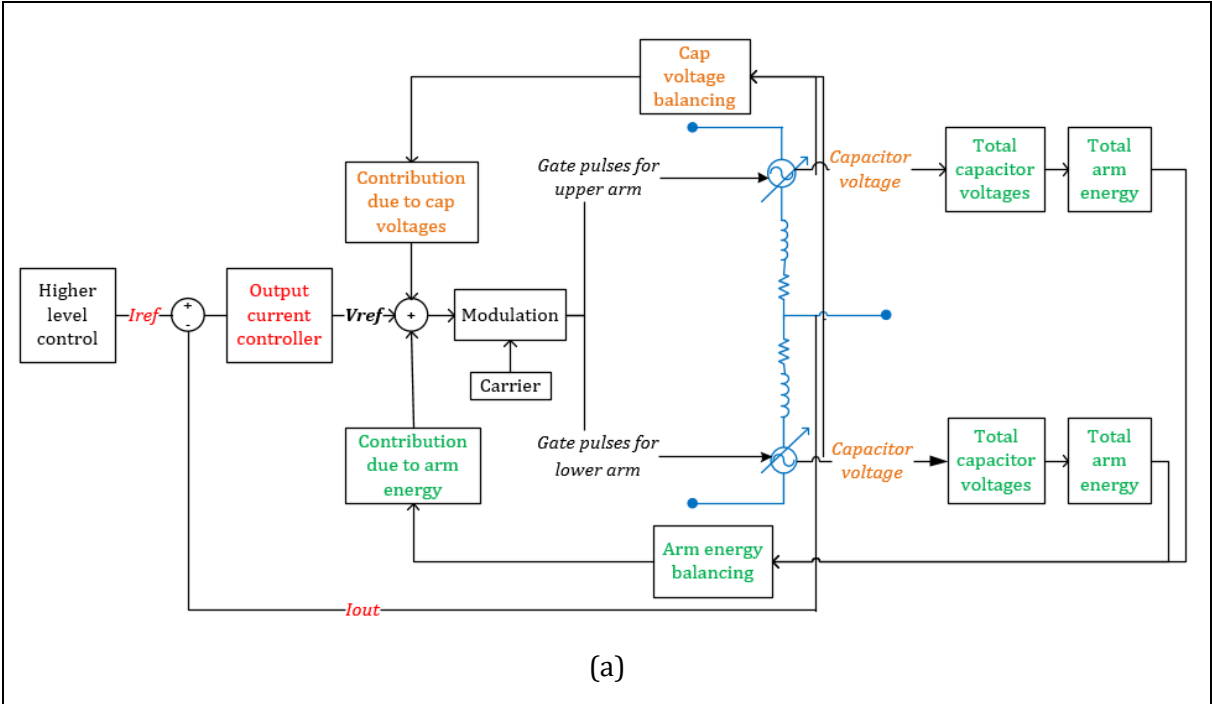 Cap
voltage
balancing
Contribution
due to cap
voltages
Gate pulses for
upper arm
Capacitor
voltage
Total
capacitor
voltages
Total
arm
energy
Higher
level
control
Iref
+
-
Output
current
controller
Vref
+
Modulation
Carrier
Contribution
due to arm
energy
Gate pulses for
lower arm
Capacitor
voltage
Total
capacitor
voltages
Total
arm
energy
Arm energy
balancing
Iout
(a)